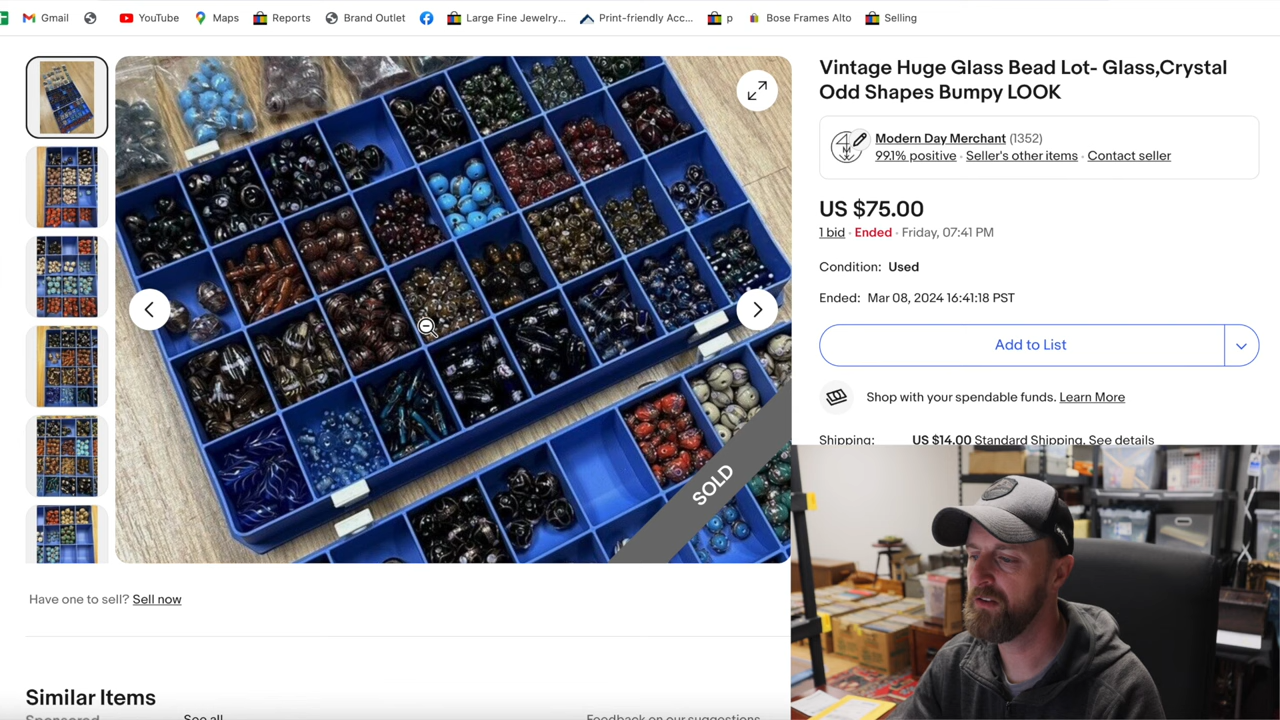 Gmail
YouTube
Maps
Reports
Brand Outlet
Large Fine Jewelry...
Print-friendly Acc...
p
Bose Frames Alto
Selling
Vintage Huge Glass Bead Lot- Glass,Crystal
Odd Shapes Bumpy LOOK
Modern Day Merchant (1352)
99.1% positive · Seller's other items · Contact seller
US $75.00
1 bid · Ended · Friday, 07:41 PM
Condition: Used
Ended: Mar 08, 2024 16:41:18 PST
Add to List
Shop with your spendable funds. Learn More
Shipping: US $14.00 Standard Shipping. See details
SOLD
Have one to sell? Sell now
Similar Items
Sponsored
See all
Feedback on our suggestions